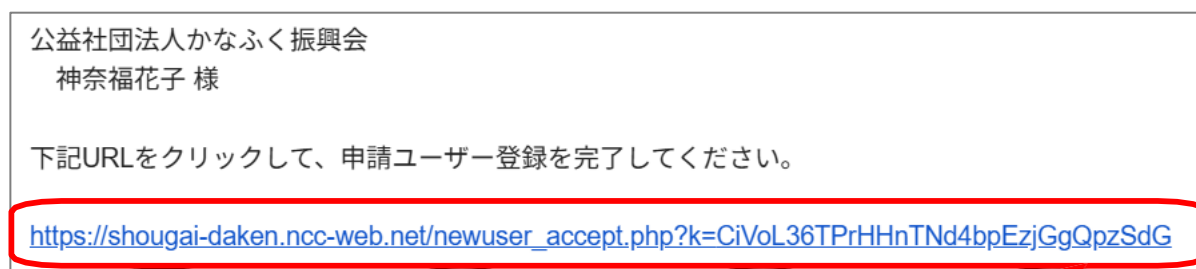 公益社団法人かなふく振興会
神奈福花子 様
下記URLをクリックして、申請ユーザー登録を完了してください。
https://shougai-daken.ncc-web.net/newuser_accept.php?k=CiVoL36TPrHHnTNd4bpEzjGgQpzSdG